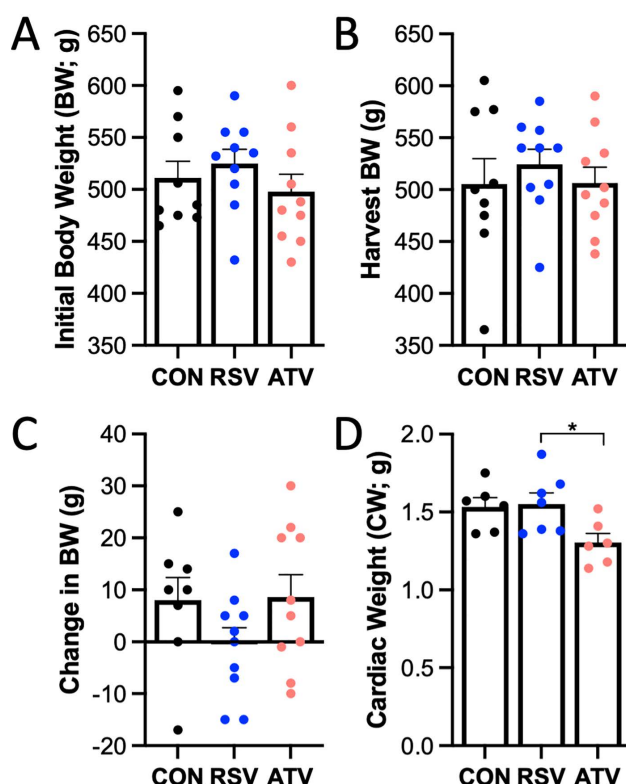 A
Initial Body Weight (BW; g)
650
600
550
500
450
400
350
CON RSV ATV
B
Harvest BW (g)
650
600
550
500
450
400
350
CON RSV ATV
C
Change in BW (g)
40
30
20
10
0
-10
-20
CON RSV ATV
D
Cardiac Weight (CW; g)
2.0
1.5
1.0
0.5
0.0
*
CON RSV ATV